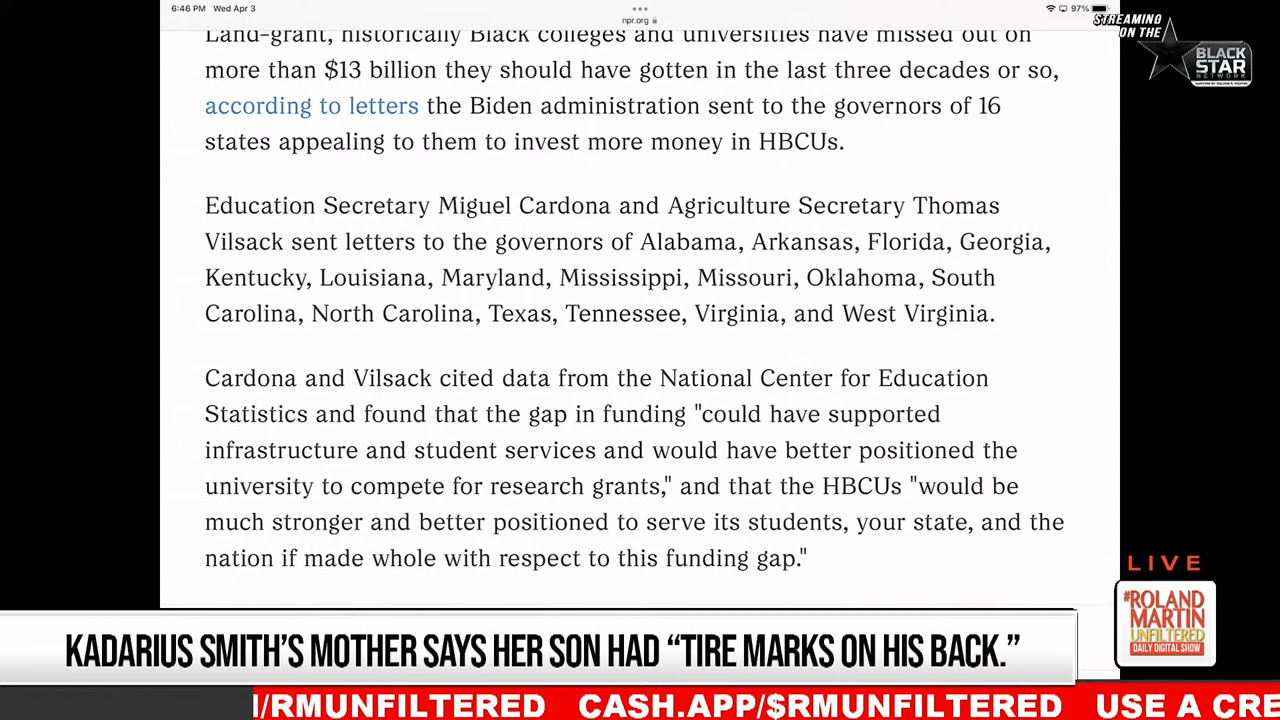 6:46 PM Wed Apr 3
npr.org
97%
STREAMING
ON THE
BLACK
STAR
NETWORK
Land-grant, historically Black colleges and universities have missed out on
more than $13 billion they should have gotten in the last three decades or so,
according to letters the Biden administration sent to the governors of 16
states appealing to them to invest more money in HBCUs.
Education Secretary Miguel Cardona and Agriculture Secretary Thomas
Vilsack sent letters to the governors of Alabama, Arkansas, Florida, Georgia,
Kentucky, Louisiana, Maryland, Mississippi, Missouri, Oklahoma, South
Carolina, North Carolina, Texas, Tennessee, Virginia, and West Virginia.
Cardona and Vilsack cited data from the National Center for Education
Statistics and found that the gap in funding "could have supported
infrastructure and student services and would have better positioned the
university to compete for research grants," and that the HBCUs "would be
much stronger and better positioned to serve its students, your state, and the
nation if made whole with respect to this funding gap."
LIVE
#ROLAND
MARTIN
UNFILTERED
DAILY DIGITAL SHOW
KADARIUS SMITH'S MOTHER SAYS HER SON HAD “TIRE MARKS ON HIS BACK.”
/RMUNFILTERED CASH.APP/$RMUNFILTERED USE A CRE